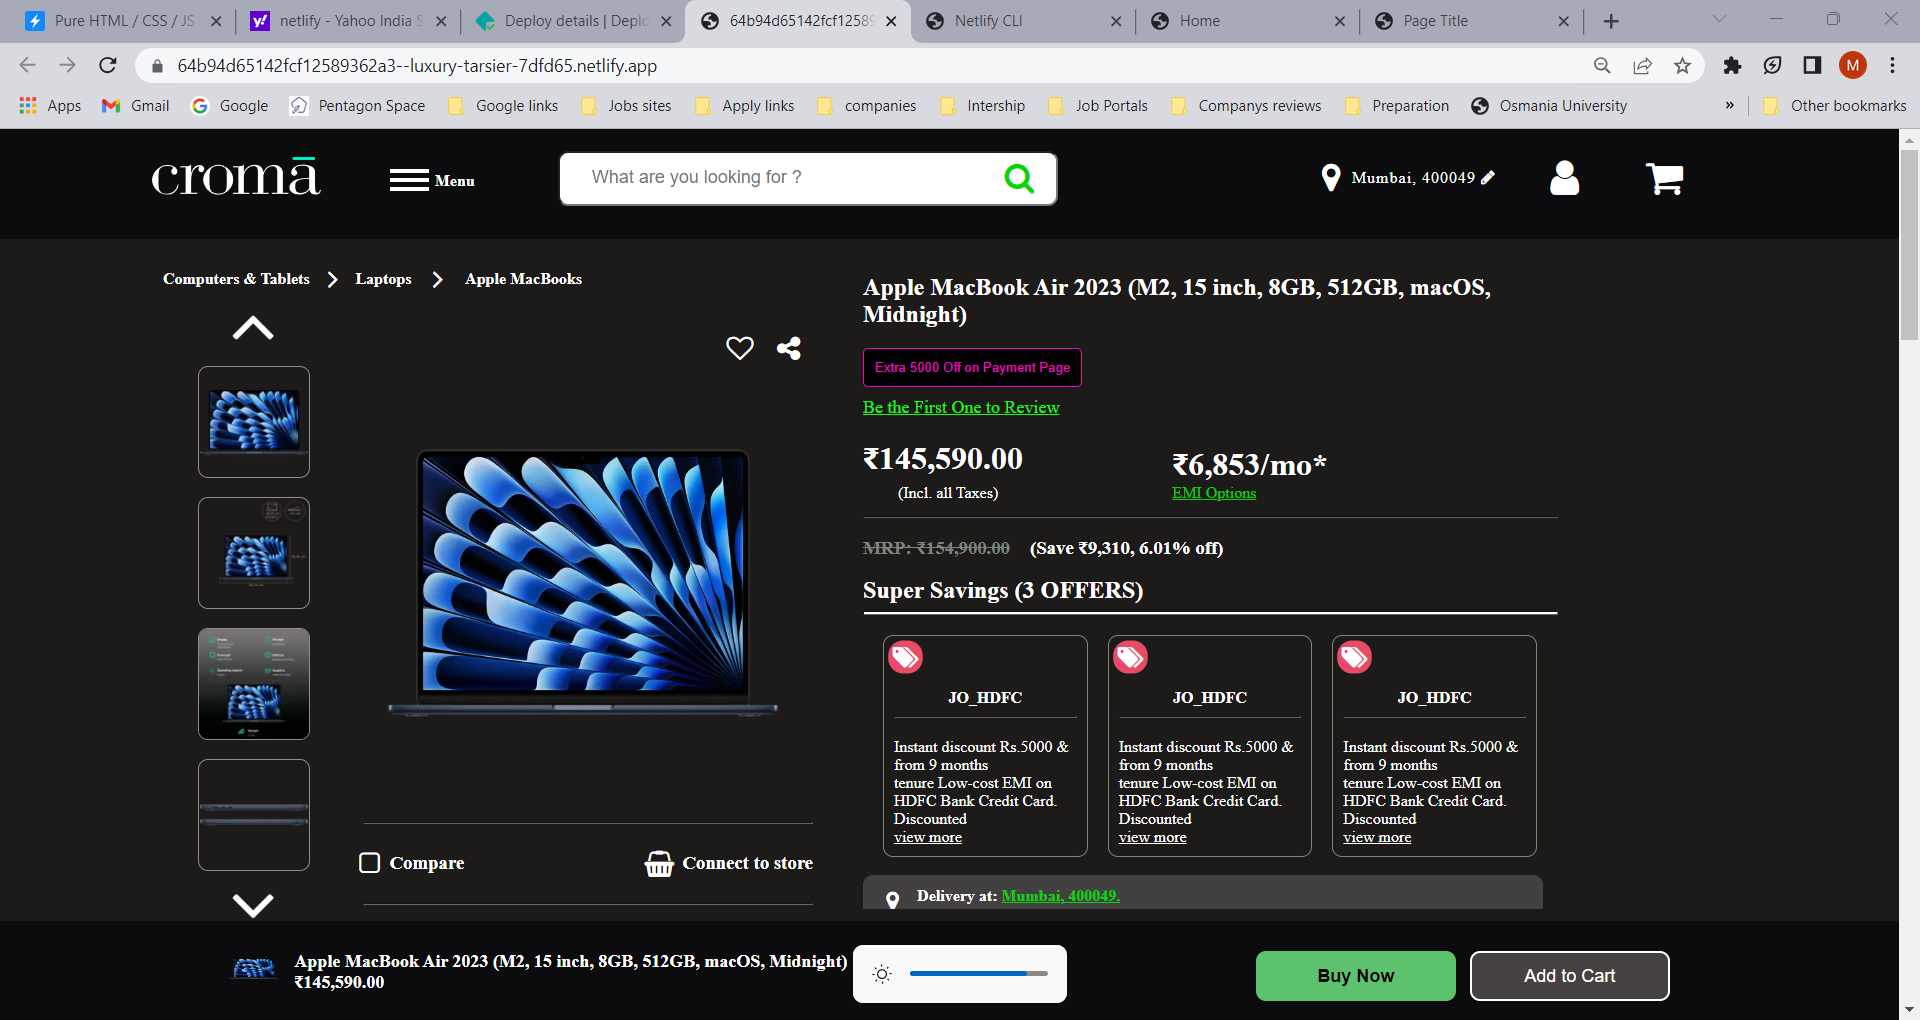 Pure HTML / CSS / JS
netlify - Yahoo India S
Deploy details | Deplo
64b94d65142fcf12589
Netlify CLI
Home
Page Title
64b94d65142fcf12589362a3--luxury-tarsier-7dfd65.netlify.app
M
Apps
Gmail
Google
Pentagon Space
Google links
Jobs sites
Apply links
companies
Intership
Job Portals
Companys reviews
Preparation
Osmania University
»
Other bookmarks
cromā
Menu
What are you looking for ?
Mumbai, 400049
Computers & Tablets
Laptops
Apple MacBooks
Apple MacBook Air 2023 (M2, 15 inch, 8GB, 512GB, macOS,
Midnight)
Extra 5000 Off on Payment Page
Be the First One to Review
₹145,590.00
(Incl. all Taxes)
₹6,853/mo*
EMI Options
MRP: ₹154,900.00
(Save ₹9,310, 6.01% off)
Super Savings (3 OFFERS)
JO_HDFC
Instant discount Rs.5000 &
from 9 months
tenure Low-cost EMI on
HDFC Bank Credit Card.
Discounted
view more
JO_HDFC
Instant discount Rs.5000 &
from 9 months
tenure Low-cost EMI on
HDFC Bank Credit Card.
Discounted
view more
JO_HDFC
Instant discount Rs.5000 &
from 9 months
tenure Low-cost EMI on
HDFC Bank Credit Card.
Discounted
view more
Compare
Connect to store
Delivery at: Mumbai, 400049.
Apple MacBook Air 2023 (M2, 15 inch, 8GB, 512GB, macOS, Midnight)
₹145,590.00
Buy Now
Add to Cart